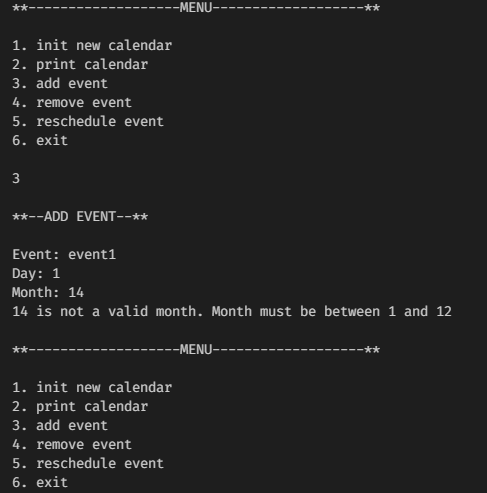 **-------------------MENU-------------------**
1. init new calendar
2. print calendar
3. add event
4. remove event
5. reschedule event
6. exit
3
**--ADD EVENT--**
Event: event1
Day: 1
Month: 14
14 is not a valid month. Month must be between 1 and 12
**-------------------MENU-------------------**
1. init new calendar
2. print calendar
3. add event
4. remove event
5. reschedule event
6. exit